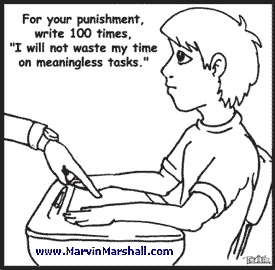 For your punishment,
write 100 times,
"I will not waste my time
on meaningless tasks."
www.MarvinMarshall.com